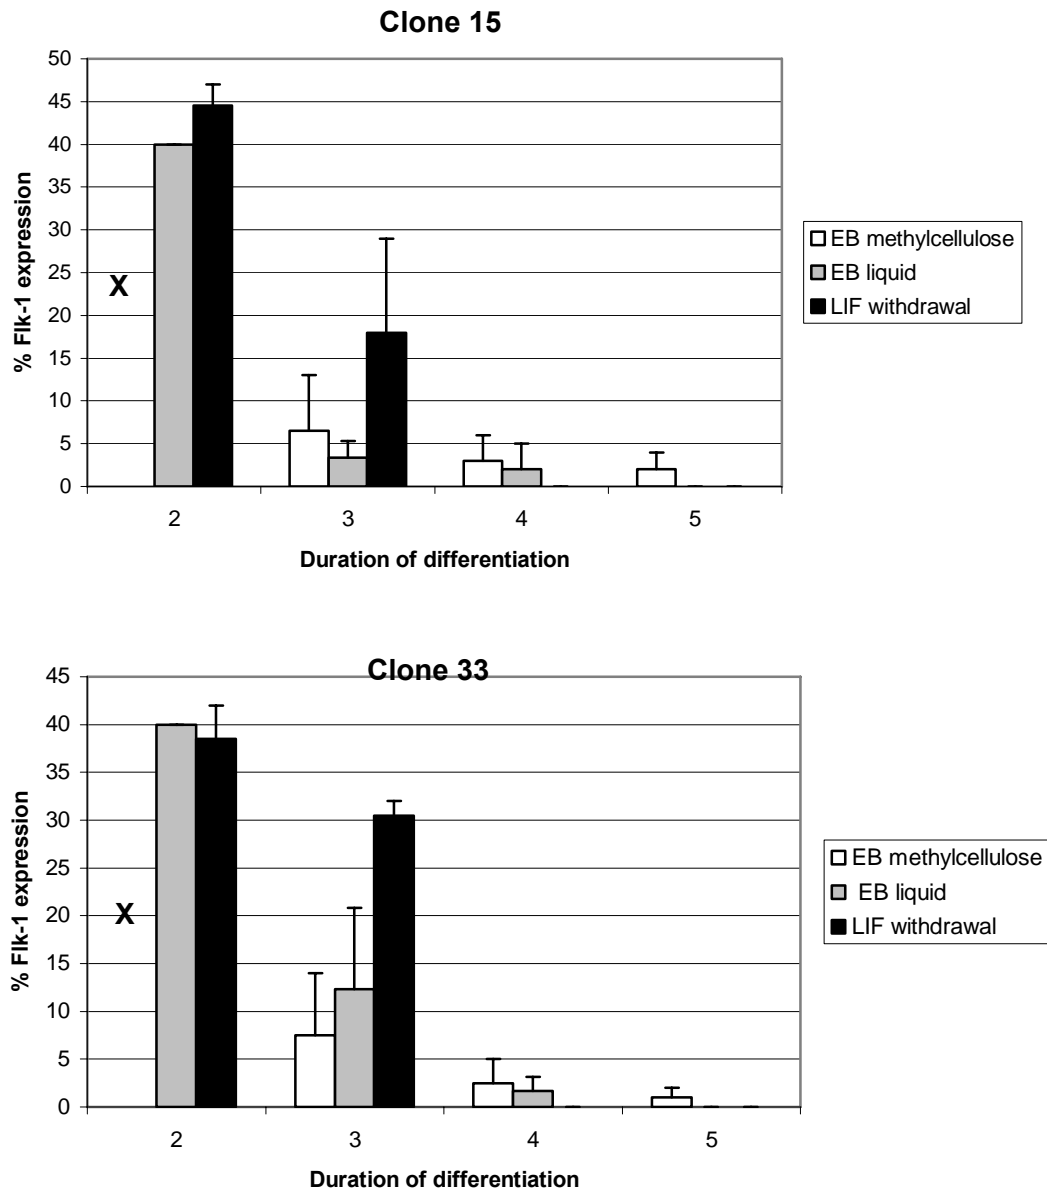 Clone 15
50
45
40
35
30
25
20
15
10
5
0
% Flk-1 expression
X
2 3 4 5
Duration of differentiation
EB methylcellulose
EB liquid
LIF withdrawal
Clone 33
45
40
35
30
25
20
15
10
5
0
% Flk-1 expression
X
2 3 4 5
Duration of differentiation
EB methylcellulose
EB liquid
LIF withdrawal